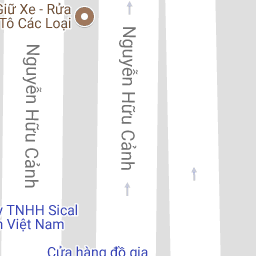 Giữ Xe - Rửa
Tô Các Loại
Nguyễn Hữu Cảnh
Nguyễn Hữu Cảnh
y TNHH Sical
Việt Nam
Cửa hàng đồ gia